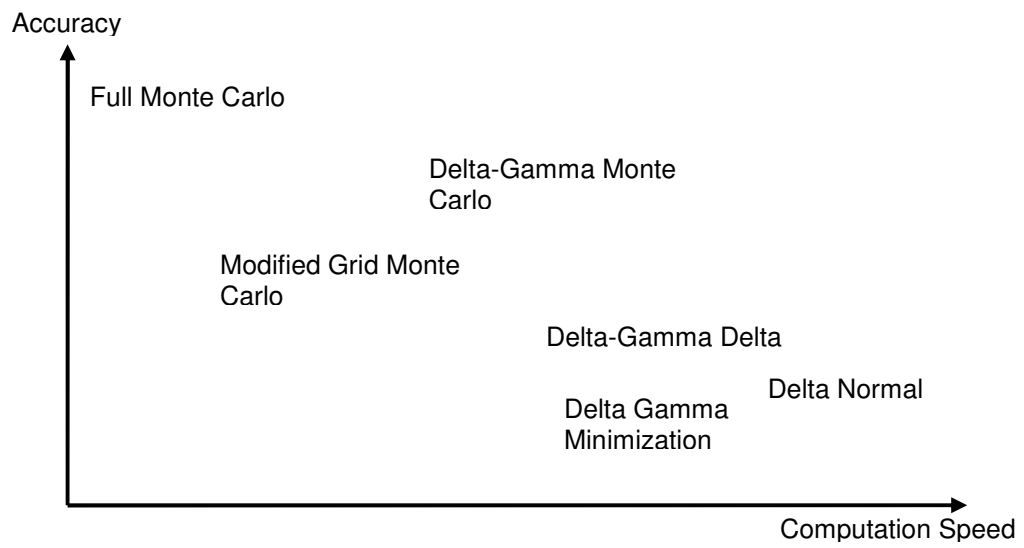 Accuracy
Full Monte Carlo
Delta-Gamma Monte
Carlo
Modified Grid Monte
Carlo
Delta-Gamma Delta
Delta Normal
Delta Gamma
Minimization
Computation Speed